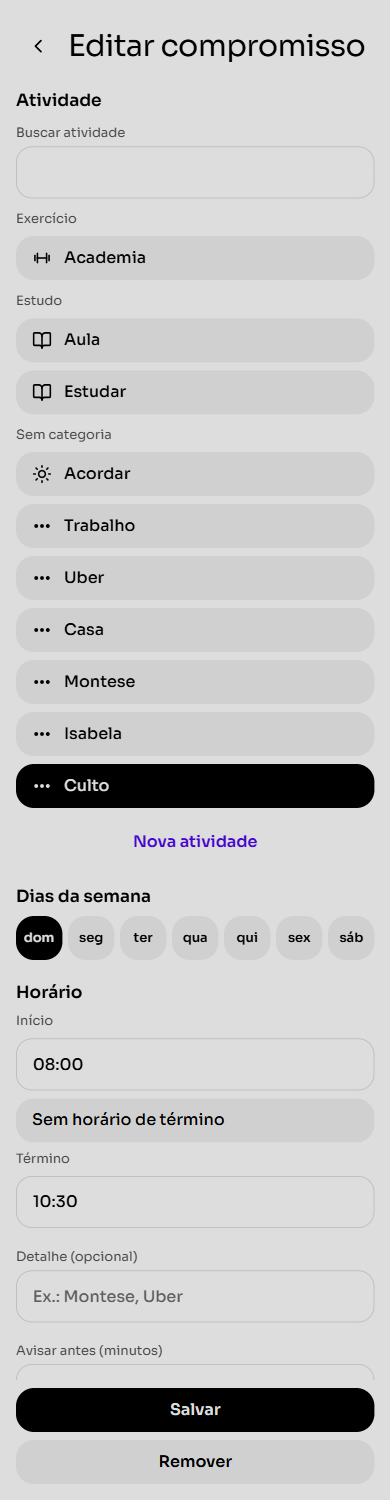 Editar compromisso
Atividade
Buscar atividade
Exercício
Academia
Estudo
Aula
Estudar
Sem categoria
Acordar
Trabalho
Uber
Casa
Montese
Isabela
Culto
Nova atividade
Dias da semana
dom seg ter qua qui sex sáb
Horário
Início
08:00
Sem horário de término
Término
10:30
Detalhe (opcional)
Ex.: Montese, Uber
Avisar antes (minutos)
Salvar
Remover